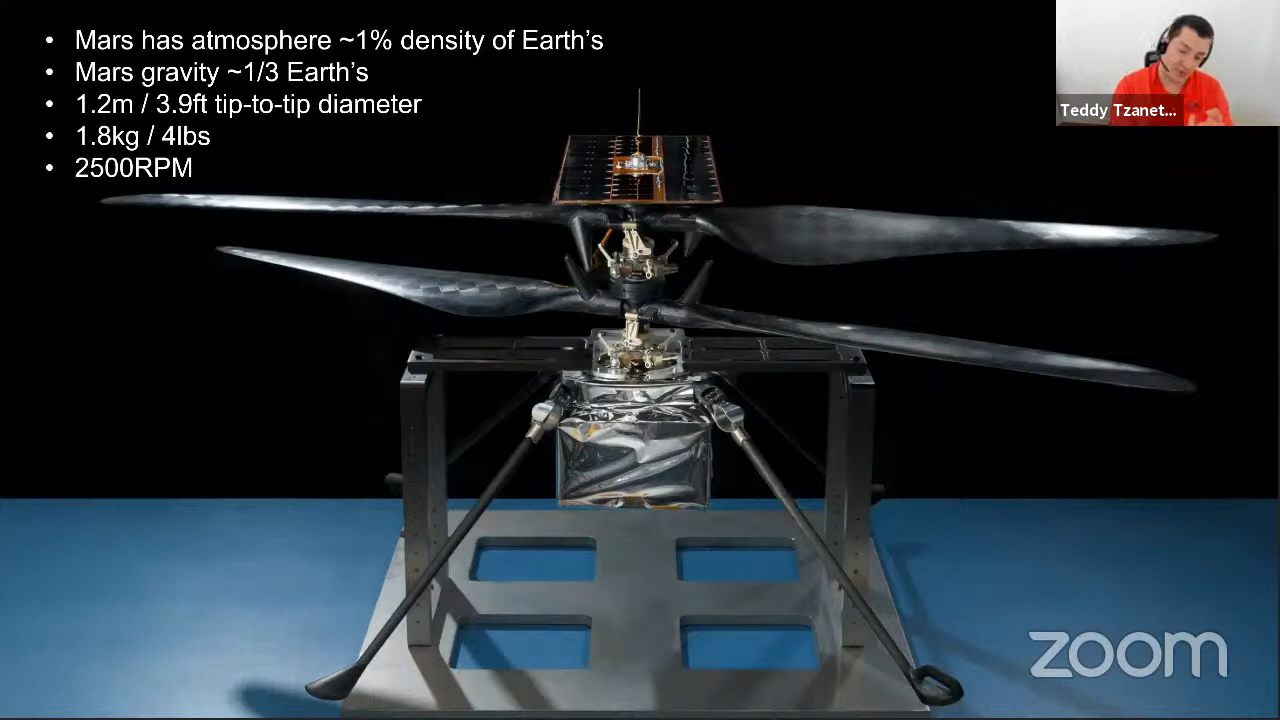 • Mars has atmosphere ~1% density of Earth’s
• Mars gravity ~1/3 Earth’s
• 1.2m / 3.9ft tip-to-tip diameter
• 1.8kg / 4lbs
• 2500RPM
Teddy Tzanet...
zoom